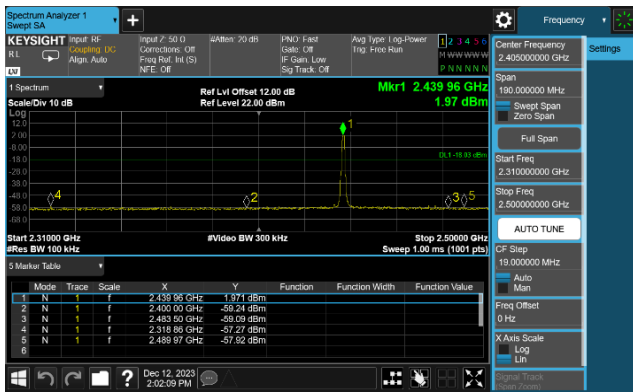 Spectrum Analyzer 1
Swept SA
+
Frequency
KEYSIGHT
Input: RF
Coupling: DC
Align: Auto
Input Z: 50 Ω
Corrections: Off
Freq Ref: Int (S)
NFE: Off
#Atten: 20 dB
PNO: Fast
Gate: Off
IF Gain: Low
Sig Track: Off
Avg Type: Log-Power
Trig: Free Run
1 2 3 4 5 6
M W W W W W
P N N N N N
RL
LXI
Center Frequency
2.405000000 GHz
Settings
Span
190.000000 MHz
Swept Span
Zero Span
Full Span
Start Freq
2.310000000 GHz
Stop Freq
2.500000000 GHz
AUTO TUNE
CF Step
19.000000 MHz
Auto
Man
Freq Offset
0 Hz
X Axis Scale
Log
Lin
Signal Track
(Span Zoom)
1 Spectrum
Scale/Div 10 dB
Ref Lvl Offset 12.00 dB
Ref Level 22.00 dBm
Mkr1 2.439 96 GHz
1.97 dBm
Log
12.0
2.00
-8.00
-18.0
-28.0
-38.0
-48.0
-58.0
-68.0
1
DL1 -18.03 dBm
4
2
3
5
Start 2.31000 GHz
#Res BW 100 kHz
#Video BW 300 kHz
Stop 2.50000 GHz
Sweep 1.00 ms (1001 pts)
5 Marker Table
Mode Trace Scale X Y Function Function Width Function Value
1 N 1 f 2.439 96 GHz 1.971 dBm
2 N 1 f 2.400 00 GHz -59.24 dBm
3 N 1 f 2.483 50 GHz -59.09 dBm
4 N 1 f 2.318 86 GHz -57.27 dBm
5 N 1 f 2.489 97 GHz -57.92 dBm
6
?
Dec 12, 2023
2:02:09 PM